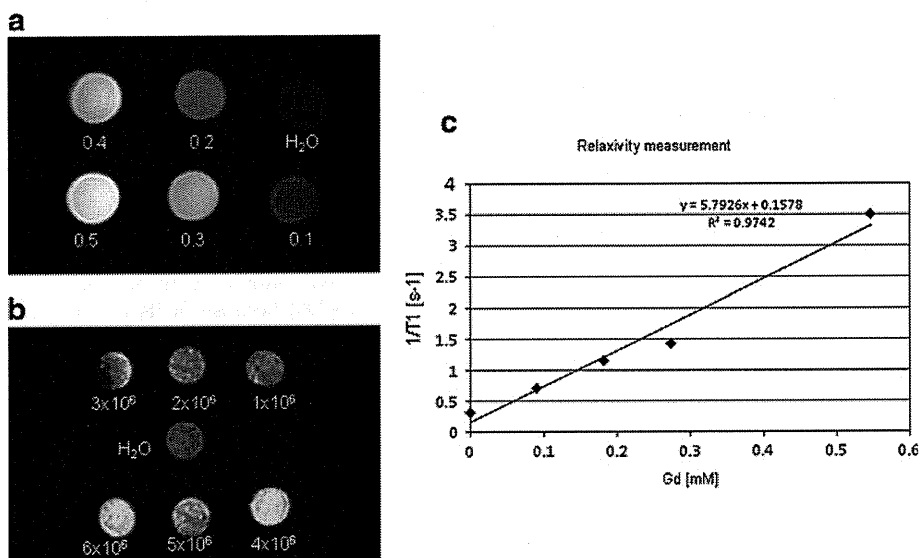 a
0.4 0.2 H₂O
0.5 0.3 0.1
b
3x10⁶ 2x10⁶ 1x10⁶
H₂O
6x10⁶ 5x10⁶ 4x10⁶
c
Relaxivity measurement
y = 5.7926x + 0.1578
R² = 0.9742
4
3.5
3
2.5
2
1.5
1
0.5
0
1/T1 [s-1]
0 0.1 0.2 0.3 0.4 0.5 0.6
Gd [mM]